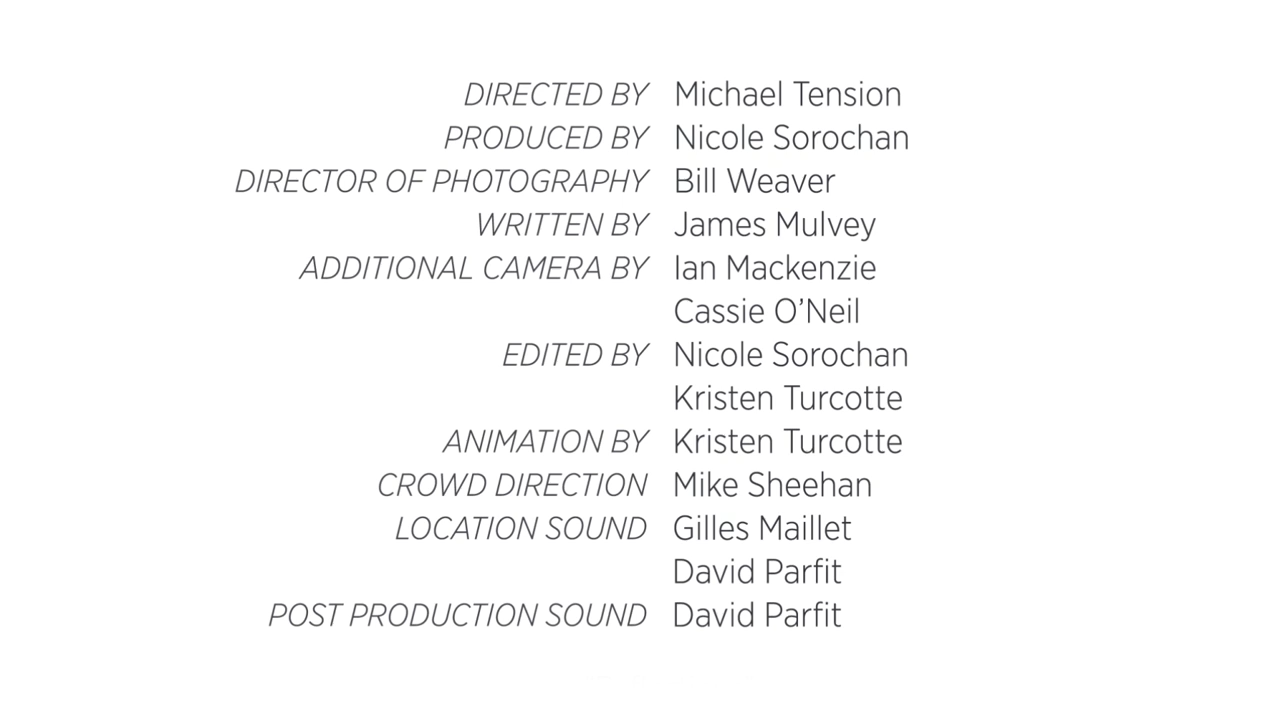 DIRECTED BY Michael Tension
PRODUCED BY Nicole Sorochan
DIRECTOR OF PHOTOGRAPHY Bill Weaver
WRITTEN BY James Mulvey
ADDITIONAL CAMERA BY Ian Mackenzie
Cassie O’Neil
EDITED BY Nicole Sorochan
Kristen Turcotte
ANIMATION BY Kristen Turcotte
CROWD DIRECTION Mike Sheehan
LOCATION SOUND Gilles Maillet
David Parfit
POST PRODUCTION SOUND David Parfit